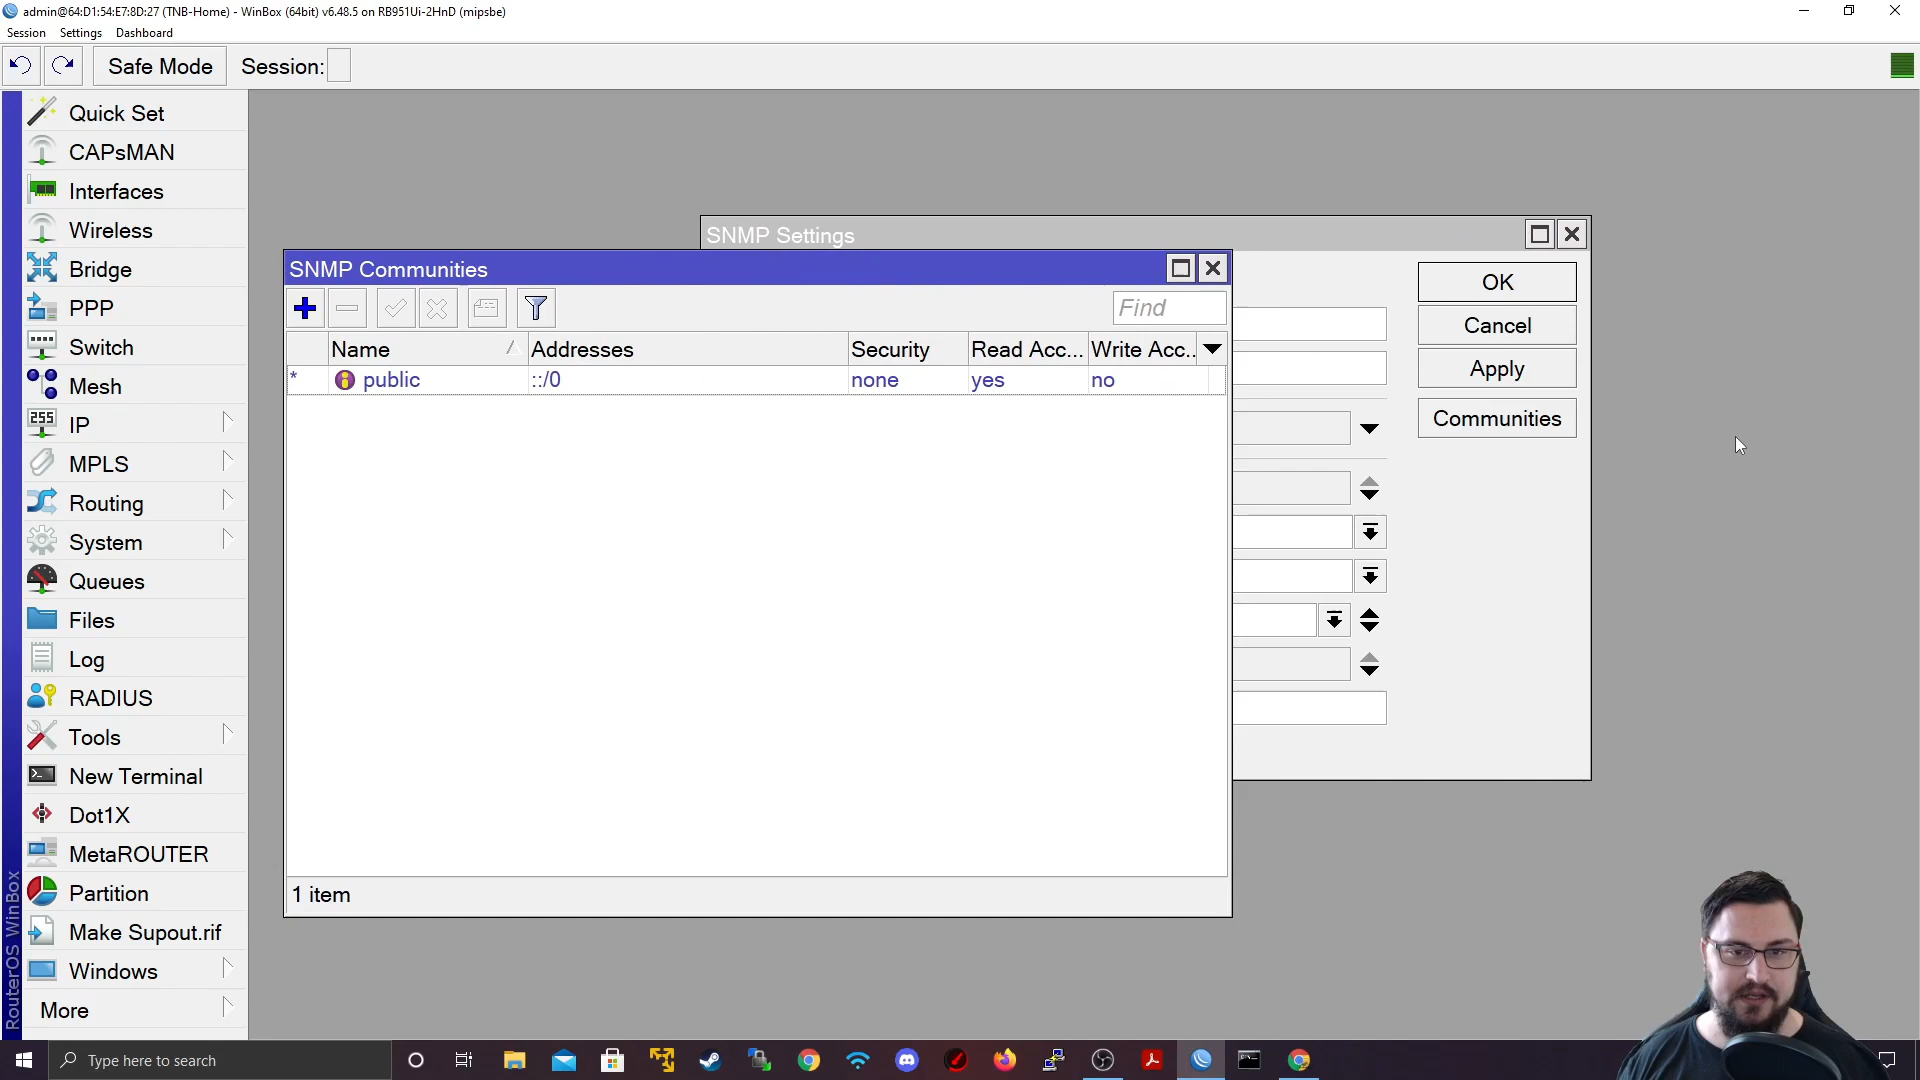 admin@64:D1:54:E7:8D:27 (TNB-Home) - WinBox (64bit) v6.48.5 on RB951Ui-2HnD (mipsbe)
Session Settings Dashboard
Safe Mode Session:
Quick Set
CAPsMAN
Interfaces
Wireless
Bridge
PPP
Switch
Mesh
255 IP
MPLS
Routing
System
Queues
Files
Log
RADIUS
Tools
New Terminal
Dot1X
MetaROUTER
Partition
Make Supout.rif
Windows
More
RouterOS WinBox
SNMP Settings
OK
Cancel
Apply
Communities
SNMP Communities
Find
Name Addresses Security Read Acc... Write Acc..
* public ::/0 none yes no
1 item
Type here to search